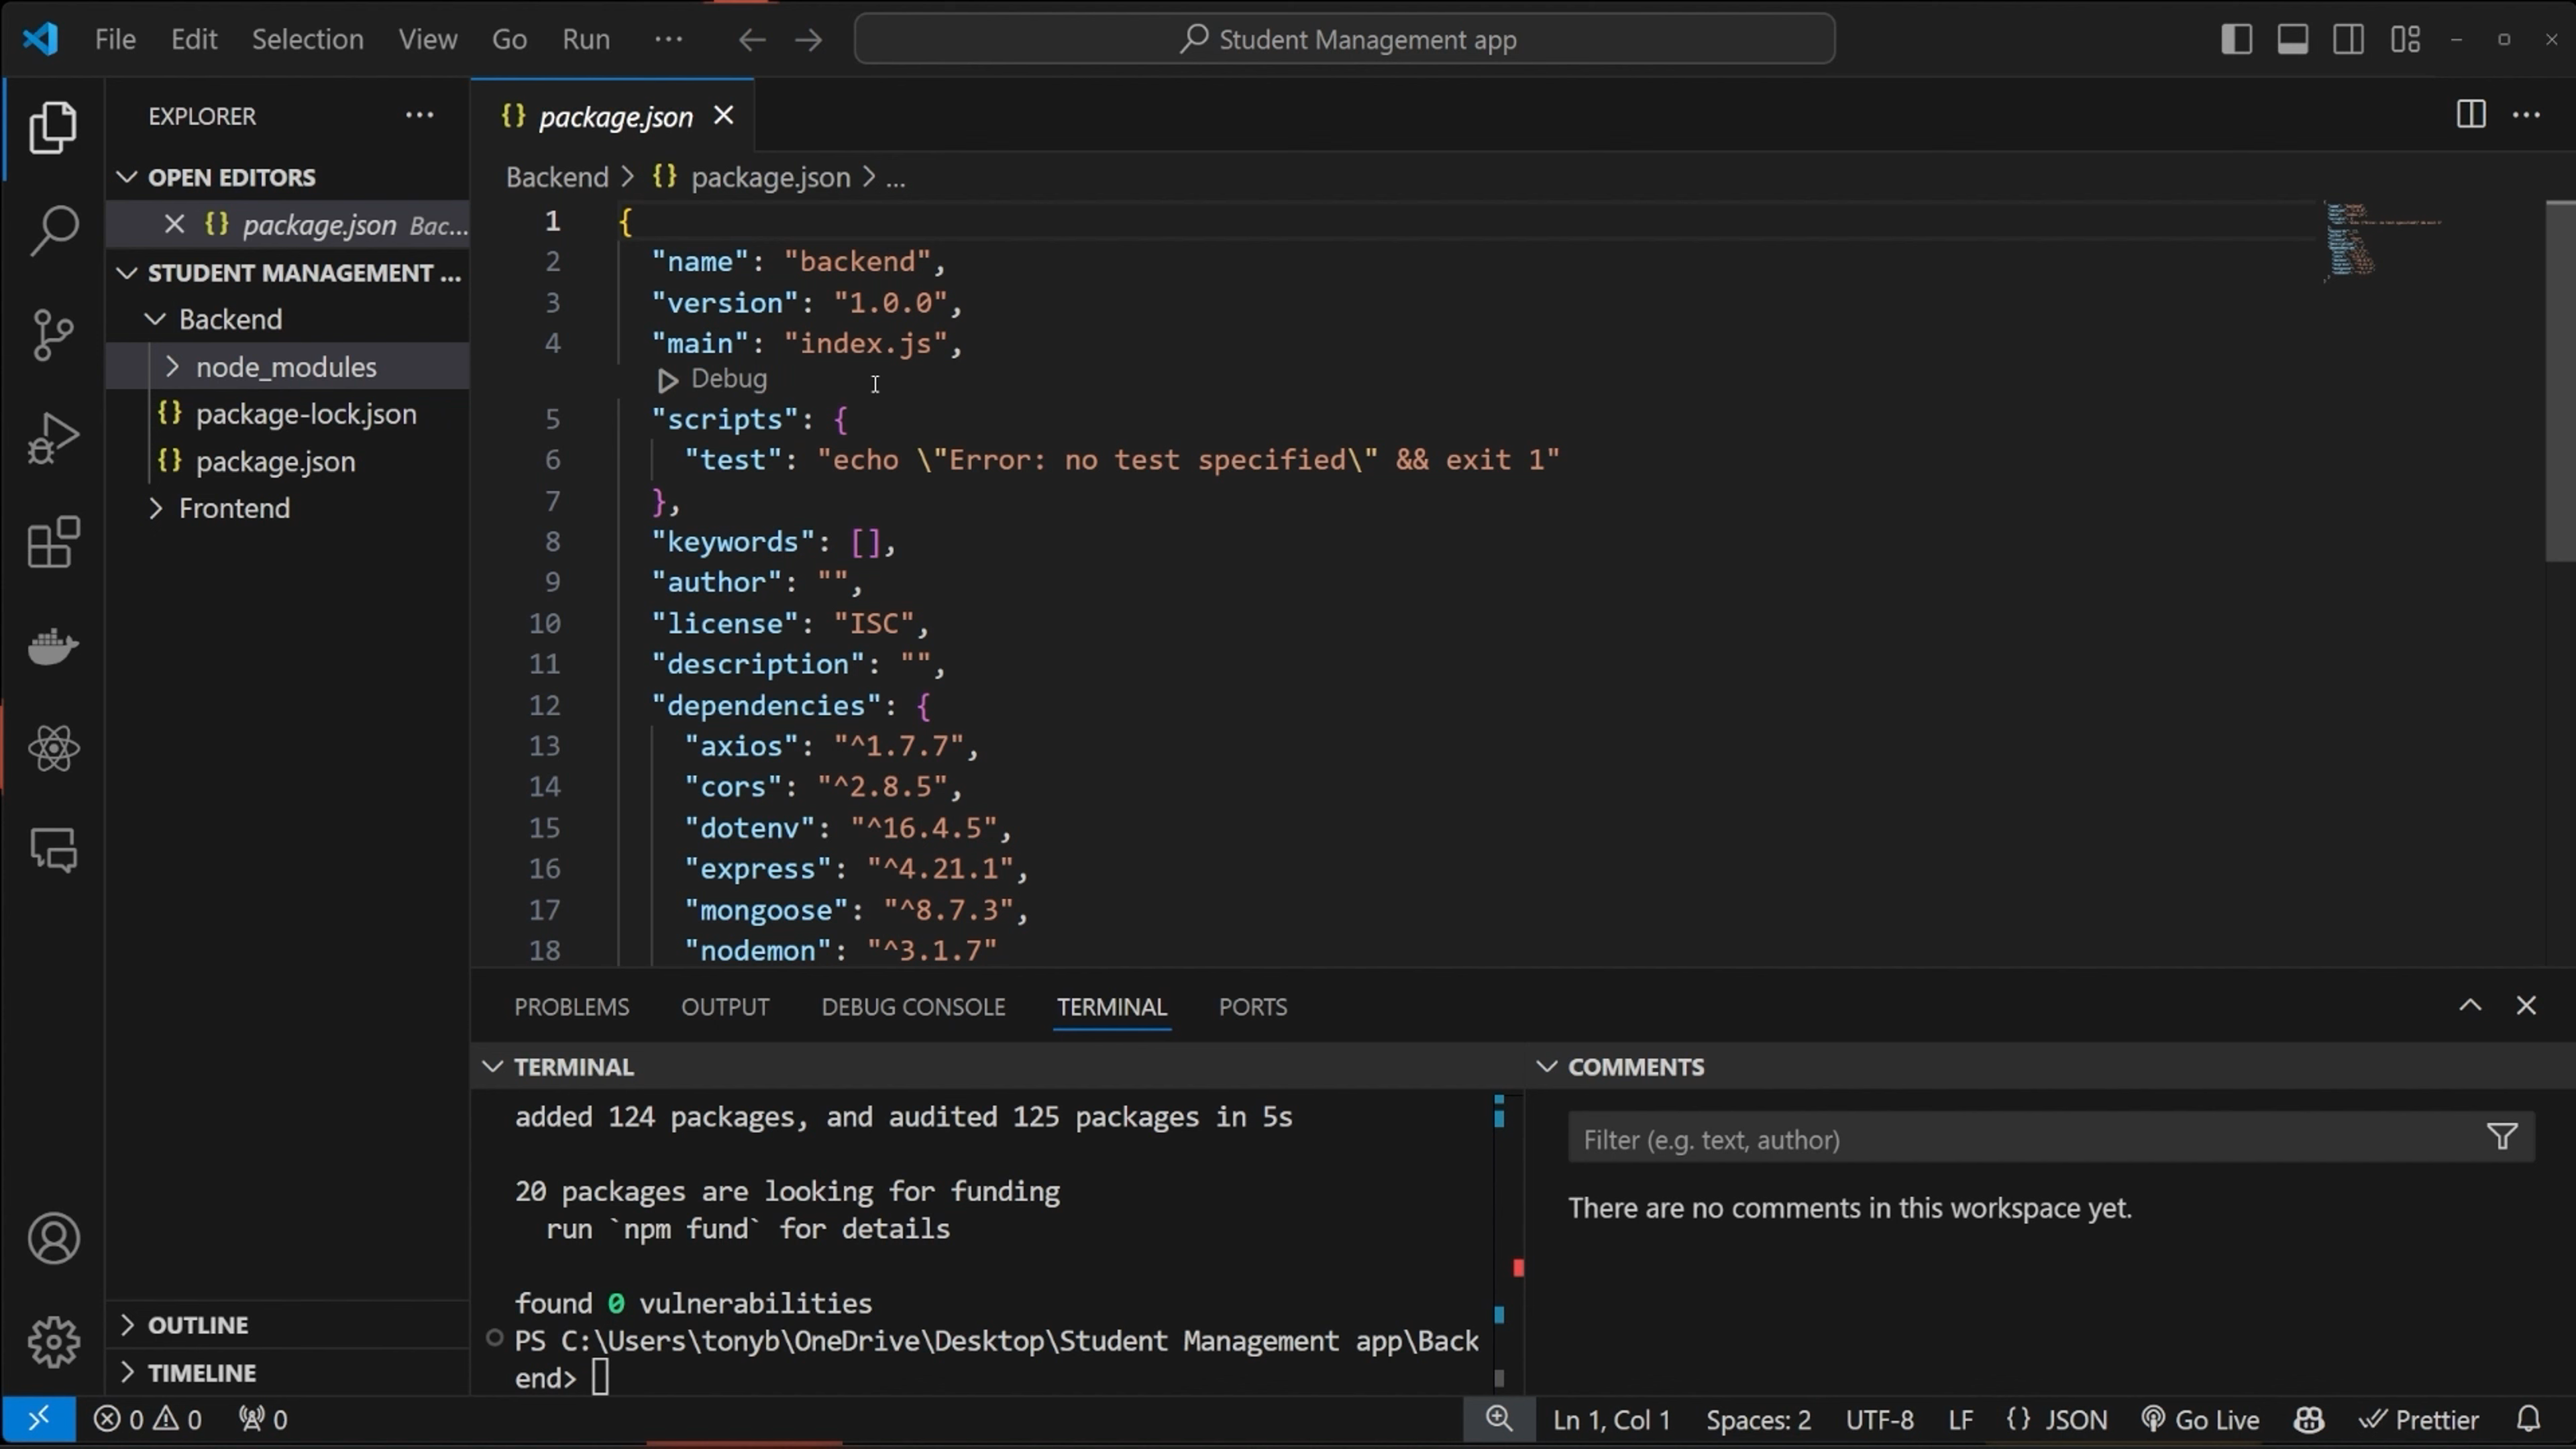 File Edit Selection View Go Run ··· Student Management app
EXPLORER ···
OPEN EDITORS
package.json Bac...
STUDENT MANAGEMENT ...
Backend
node_modules
{} package-lock.json
{} package.json
Frontend
OUTLINE
TIMELINE
{} package.json
Backend > {} package.json > ...
1 {
2 "name": "backend",
3 "version": "1.0.0",
4 "main": "index.js",
Debug
5 "scripts": {
6 "test": "echo \"Error: no test specified\" && exit 1"
7 },
8 "keywords": [],
9 "author": "",
10 "license": "ISC",
11 "description": "",
12 "dependencies": {
13 "axios": "^1.7.7",
14 "cors": "^2.8.5",
15 "dotenv": "^16.4.5",
16 "express": "^4.21.1",
17 "mongoose": "^8.7.3",
18 "nodemon": "^3.1.7"
PROBLEMS OUTPUT DEBUG CONSOLE TERMINAL PORTS
TERMINAL
added 124 packages, and audited 125 packages in 5s
20 packages are looking for funding
run `npm fund` for details
found 0 vulnerabilities
PS C:\Users\tonyb\OneDrive\Desktop\Student Management app\Back
end>
COMMENTS
Filter (e.g. text, author)
There are no comments in this workspace yet.
0 0 0 Ln 1, Col 1 Spaces: 2 UTF-8 LF {} JSON Go Live Prettier